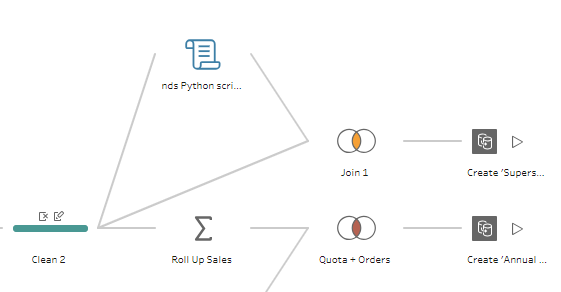 nds Python scri...
Join 1
Create 'Supers...
Clean 2
Roll Up Sales
Quota + Orders
Create 'Annual ...